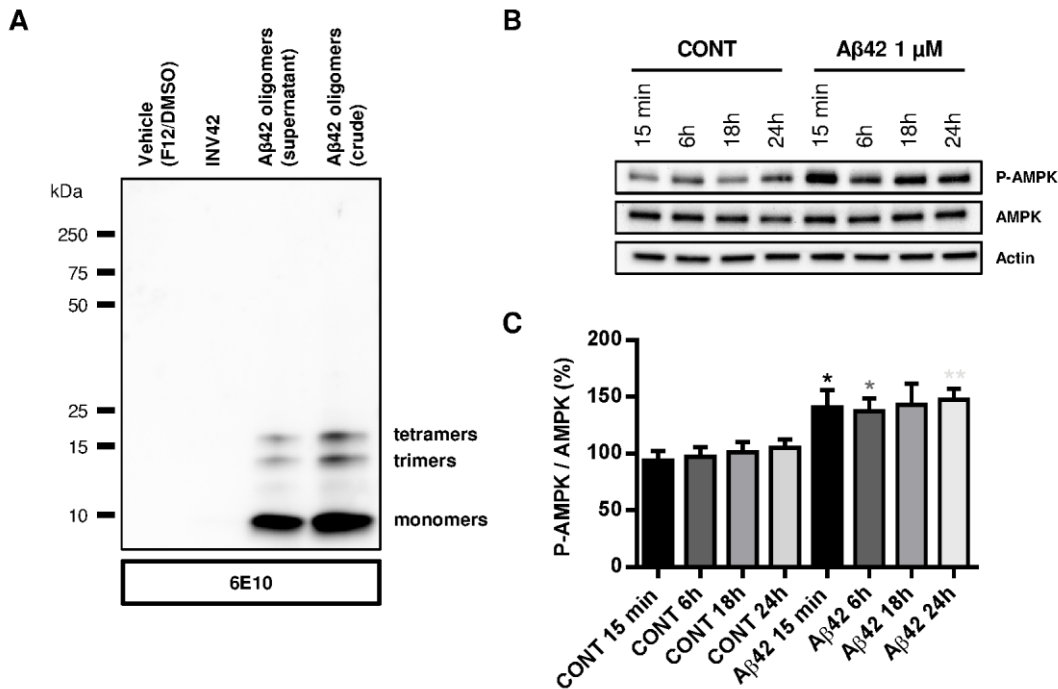 A
Vehicle
(F12/DMSO)
INV42
Aβ42 oligomers
(supernatant)
Aβ42 oligomers
(crude)
kDa
250
75
50
25
15
10
tetramers
trimers
monomers
6E10
B
CONT
Aβ42 1 µM
15 min
6h
18h
24h
15 min
6h
18h
24h
P-AMPK
AMPK
Actin
C
P-AMPK / AMPK (%)
200
150
100
50
0
*
*
**
CONT 15 min
CONT 6h
CONT 18h
CONT 24h
Aβ42 15 min
Aβ42 6h
Aβ42 18h
Aβ42 24h